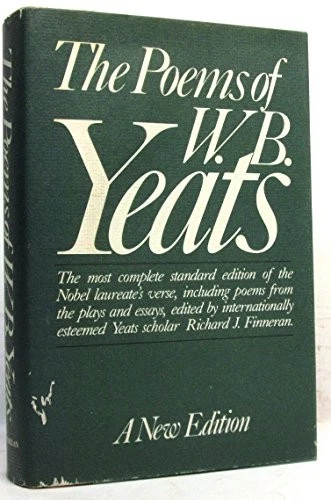 The Poems of
W. B.
Yeats
The most complete standard edition of the
Nobel laureate's verse, including poems from
the plays and essays, edited by internationally
esteemed Yeats scholar Richard J. Finneran.
A New Edition
The Poems of W. B. Yeats